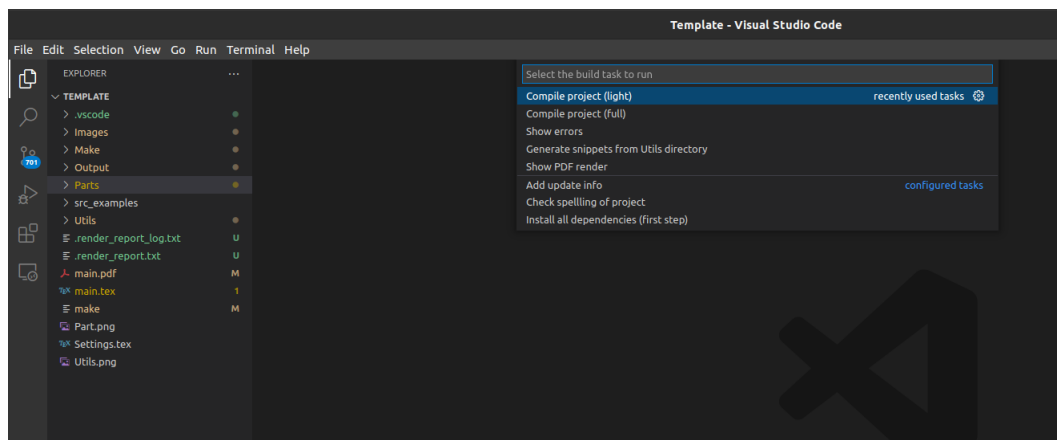 Template - Visual Studio Code
File Edit Selection View Go Run Terminal Help
EXPLORER ...
TEMPLATE
.vscode
Images
Make
Output
Parts
src_examples
Utils
.render_report_log.txt U
.render_report.txt U
main.pdf M
main.tex 1
make M
Part.png
Settings.tex
Utils.png
701
Select the build task to run
Compile project (light) recently used tasks
Compile project (full)
Show errors
Generate snippets from Utils directory
Show PDF render
Add update info configured tasks
Check spellling of project
Install all dependencies (first step)